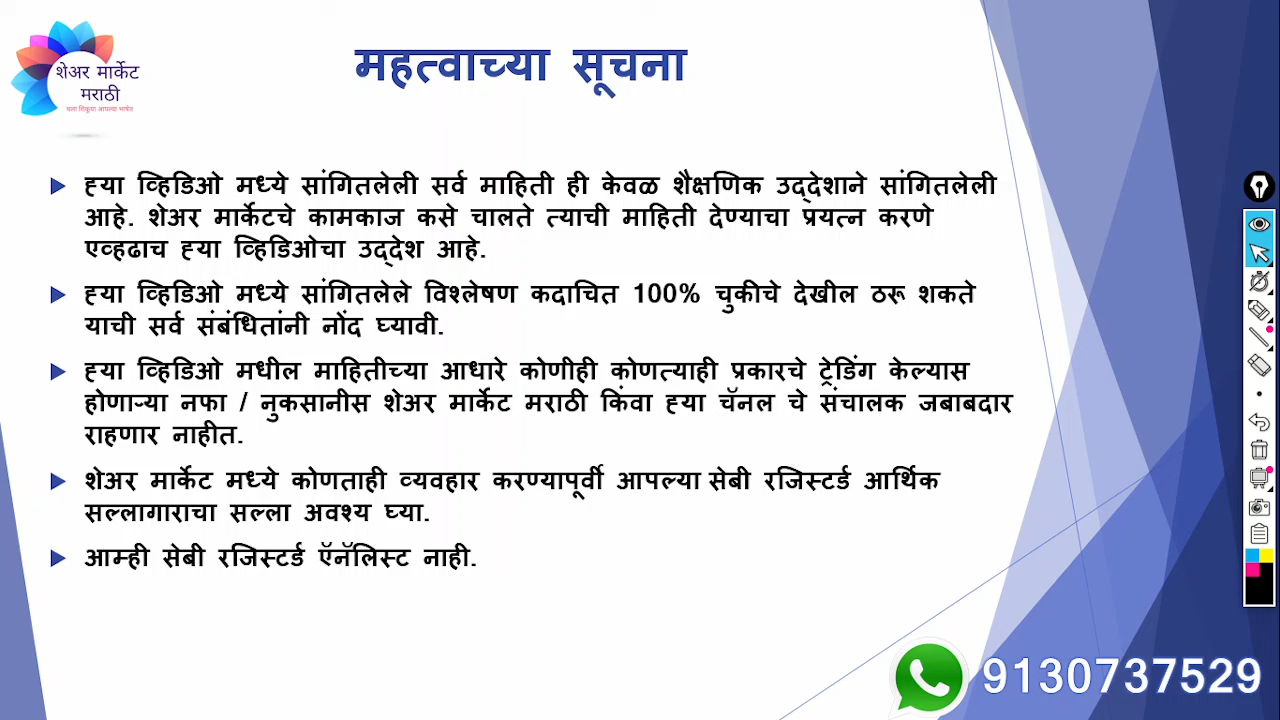 शेअर मार्केट
मराठी
चला शिकूया आपल्या भाषेत
महत्वाच्या सूचना
ह्या व्हिडिओ मध्ये सांगितलेली सर्व माहिती ही केवळ शैक्षणिक उद्देशाने सांगितलेली
आहे. शेअर मार्केटचे कामकाज कसे चालते त्याची माहिती देण्याचा प्रयत्न करणे
एव्हढाच ह्या व्हिडिओचा उद्देश आहे.
ह्या व्हिडिओ मध्ये सांगितलेले विश्लेषण कदाचित 100% चुकीचे देखील ठरू शकते
याची सर्व संबंधितांनी नोंद घ्यावी.
ह्या व्हिडिओ मधील माहितीच्या आधारे कोणीही कोणत्याही प्रकारचे ट्रेडिंग केल्यास
होणाऱ्या नफा / नुकसानीस शेअर मार्केट मराठी किंवा ह्या चॅनल चे संचालक जबाबदार
राहणार नाहीत.
शेअर मार्केट मध्ये कोणताही व्यवहार करण्यापूर्वी आपल्या सेबी रजिस्टर्ड आर्थिक
सल्लागाराचा सल्ला अवश्य घ्या.
आम्ही सेबी रजिस्टर्ड ऍनॅलिस्ट नाही.
9130737529